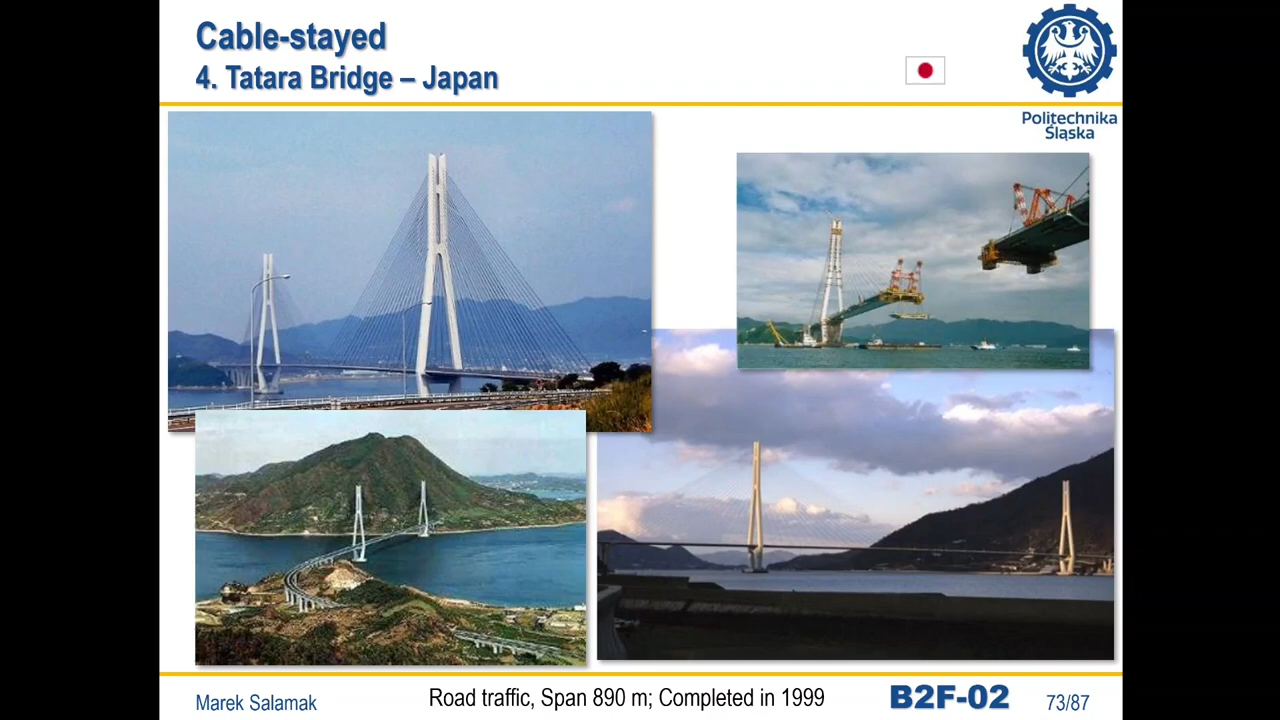 Cable-stayed
4. Tatara Bridge – Japan
Politechnika
Śląska
Marek Salamak
Road traffic, Span 890 m; Completed in 1999
B2F-02
73/87